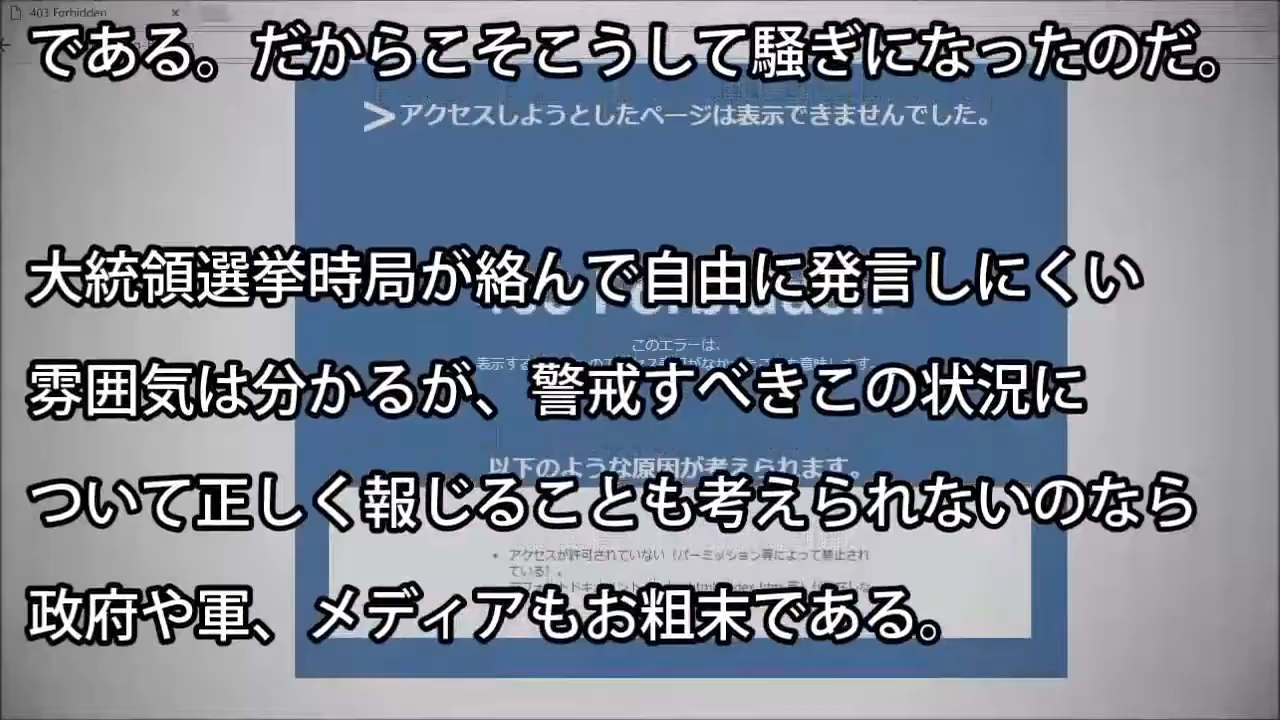 403 Forbidden
である。だからこそこうして騒ぎになったのだ。
>アクセスしようとしたページは表示できませんでした。
大統領選挙時局が絡んで自由に発言しにくい
このエラーは、
雰囲気は分かるが、警戒すべきこの状況に
以下のような原因が考えられます。
ついて正しく報じることも考えられないのなら
アクセスが許可されていない（パーミッション等によって禁止され
ている）。
政府や軍、メディアもお粗末である。